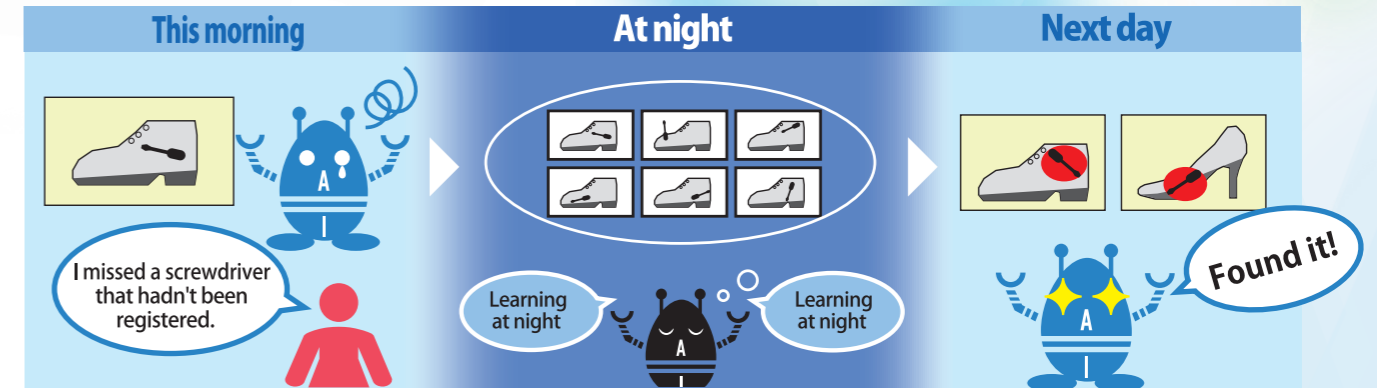 This morning
At night
Next day
A
I
I missed a screwdriver
that hadn't been
registered.
Learning
at night
Learning
at night
A
I
Found it!
A
I